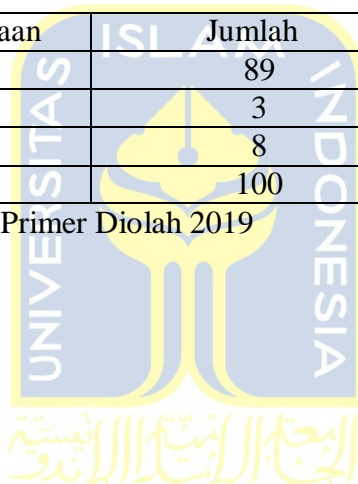 aan Jumlah
89
3
8
100
Primer Diolah 2019
UNIVERSITAS ISLAM INDONESIA